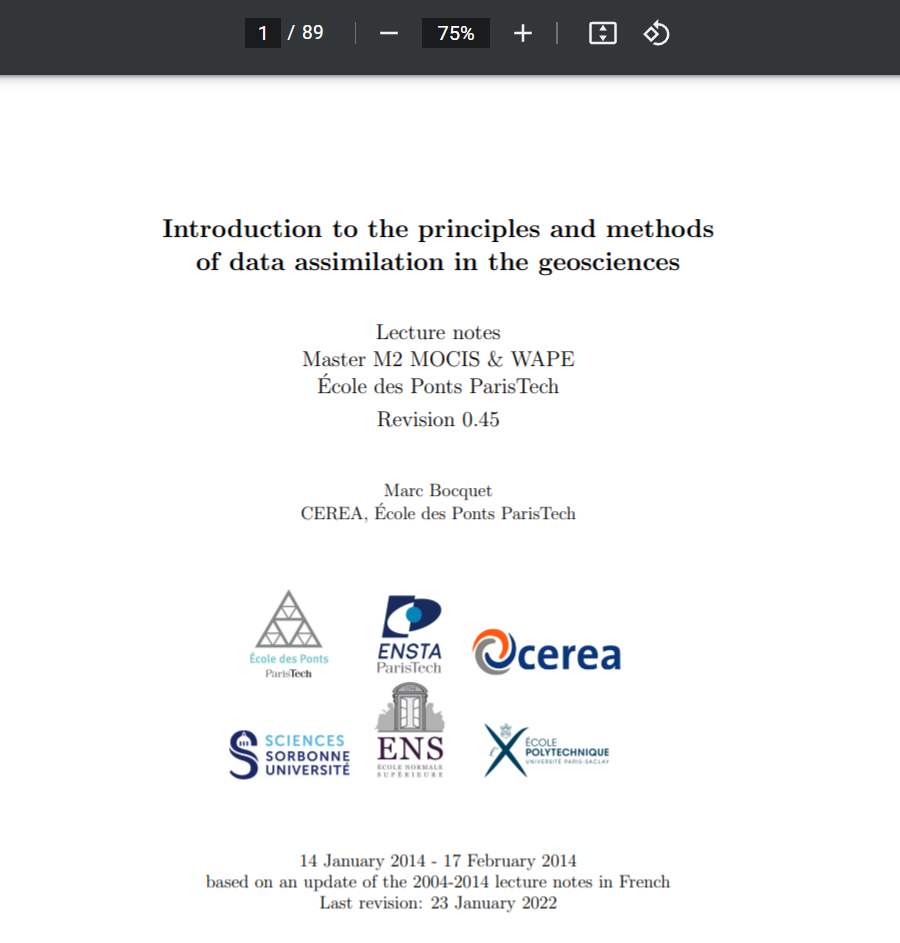 1 / 89 75%
Introduction to the principles and methods
of data assimilation in the geosciences
Lecture notes
Master M2 MOCIS & WAPE
École des Ponts ParisTech
Revision 0.45
Marc Bocquet
CEREA, École des Ponts ParisTech
École des Ponts
ParisTech
ENSTA
ParisTech
cerea
SCIENCES
SORBONNE
UNIVERSITÉ
ENS
ÉCOLE NORMALE
SUPÉRIEURE
ÉCOLE
POLYTECHNIQUE
UNIVERSITÉ PARIS-SACLAY
14 January 2014 - 17 February 2014
based on an update of the 2004-2014 lecture notes in French
Last revision: 23 January 2022